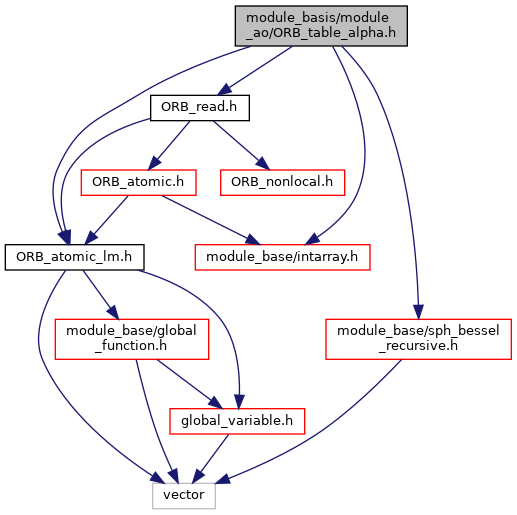 module_basis/module
_ao/ORB_table_alpha.h
ORB_read.h
ORB_atomic.h
ORB_nonlocal.h
ORB_atomic_lm.h
module_base/intarray.h
module_base/global
_function.h
module_base/sph_bessel
_recursive.h
global_variable.h
vector